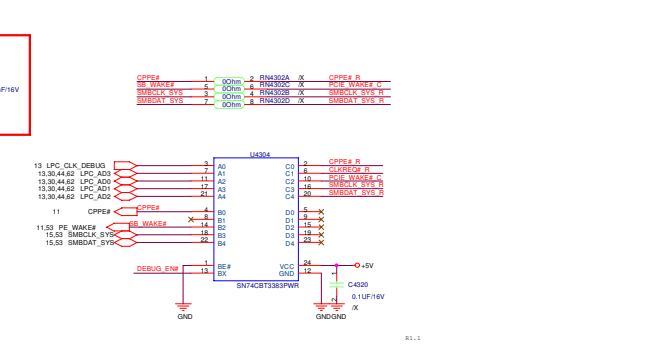 F/16V
CPPE# 1 0Ohm 2 RN4302A /X CPPE#_R
SB_WAKE# 5 0Ohm 6 RN4302C /X PCIE_WAKE#_C
SMBCLK_SYS 3 0Ohm 4 RN4302B /X SMBCLK_SYS_R
SMBDAT_SYS 7 0Ohm 8 RN4302D /X SMBDAT_SYS_R
U4304
13 LPC_CLK_DEBUG 3 A0 C0 2 CPPE#_R
13,30,44,62 LPC_AD3 7 A1 C1 6 CLKREQ#_R
13,30,44,62 LPC_AD0 11 A2 C2 10 PCIE_WAKE#_C
13,30,44,62 LPC_AD1 17 A3 C3 16 SMBCLK_SYS_R
13,30,44,62 LPC_AD2 21 A4 C4 20 SMBDAT_SYS_R
11 CPPE# CPPE# 4 B0 D0 5
8 B1 D1 9
11,53 PE_WAKE# SB_WAKE# 14 B2 D2 15
15,53 SMBCLK_SYS 18 B3 D3 19
15,53 SMBDAT_SYS 22 B4 D4 23
1 BE# VCC 24 +5V
DEBUG_EN# 13 BX GND 12
SN74CBT3383PWR
1 C4320
2 0.1UF/16V
/X
GND GND GND
R1.1